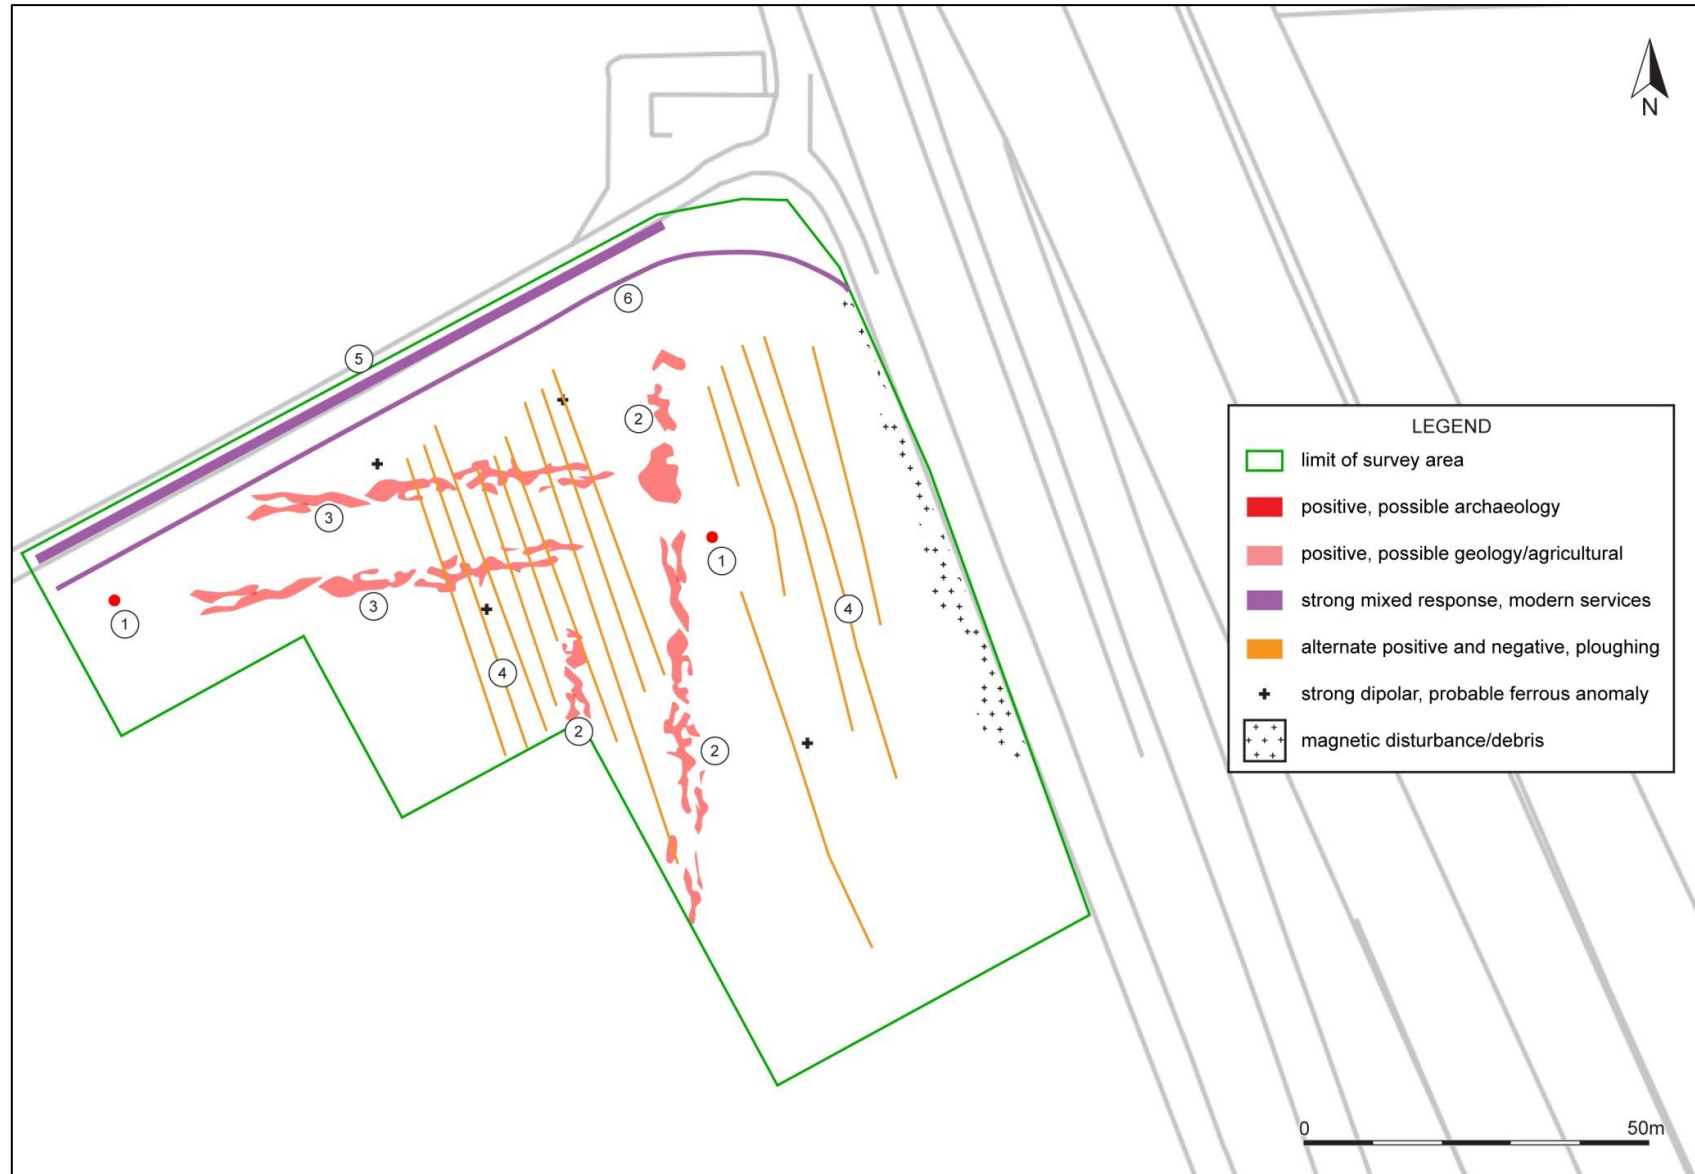 N
6
5
2
3
1
1
3
4
4
2
2
LEGEND
limit of survey area
positive, possible archaeology
positive, possible geology/agricultural
strong mixed response, modern services
alternate positive and negative, ploughing
strong dipolar, probable ferrous anomaly
magnetic disturbance/debris
0 50m